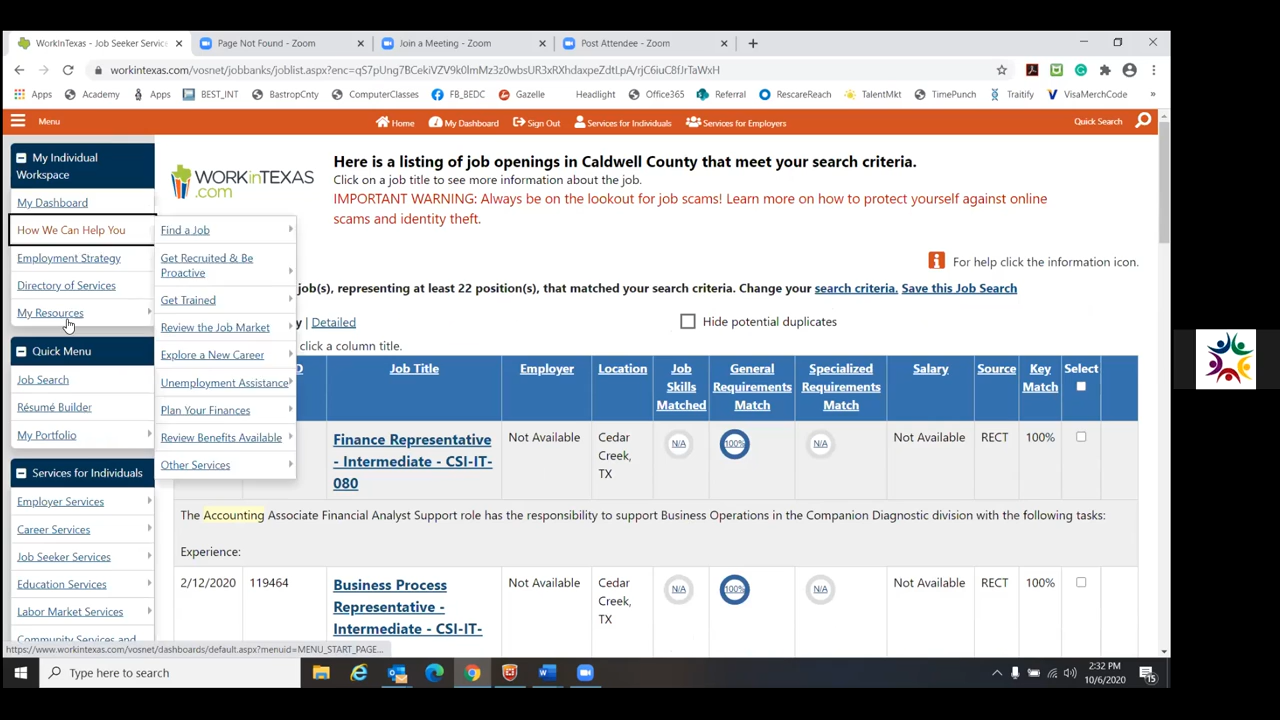 WorkInTexas - Job Seeker Service
Page Not Found - Zoom
Join a Meeting - Zoom
Post Attendee - Zoom
workintexas.com/vosnet/jobbanks/joblist.aspx?enc=qS7pUng7BCekiVZV9k0lmMz3z0wbsUR3xRXhdaxpeZrtLpA/rjC6iuC8fJrTaWxH
Apps
Academy
Apps
BEST_INT
BastropCnty
ComputerClasses
FB_BEDC
Gazelle
Headlight
Office365
Referral
RescareReach
TalentMkt
TimePunch
Traitify
VisaMerchCode
»
Menu
Home
My Dashboard
Sign Out
Services for Individuals
Services for Employers
Quick Search
My Individual
Workspace
My Dashboard
How We Can Help You
Employment Strategy
Directory of Services
My Resources
Quick Menu
Job Search
Résumé Builder
My Portfolio
Services for Individuals
Employer Services
Career Services
Job Seeker Services
Education Services
Labor Market Services
Community Services and
Find a Job
Get Recruited & Be
Proactive
Get Trained
Review the Job Market
Explore a New Career
Unemployment Assistance
Plan Your Finances
Review Benefits Available
Other Services
WORKinTEXAS
.com
Here is a listing of job openings in Caldwell County that meet your search criteria.
Click on a job title to see more information about the job.
IMPORTANT WARNING: Always be on the lookout for job scams! Learn more on how to protect yourself against online
scams and identity theft.
For help click the information icon.
job(s), representing at least 22 position(s), that matched your search criteria. Change your search criteria. Save this Job Search
| Detailed
Hide potential duplicates
click a column title.
Job Title
Employer
Location
Job
Skills
Matched
General
Requirements
Match
Specialized
Requirements
Match
Salary
Source
Key
Match
Select
Finance Representative
- Intermediate - CSI-IT-
080
Not Available
Cedar
Creek,
TX
N/A
100%
N/A
Not Available
RECT
100%
The Accounting Associate Financial Analyst Support role has the responsibility to support Business Operations in the Companion Diagnostic division with the following tasks:
Experience:
2/12/2020
119464
Business Process
Representative -
Intermediate - CSI-IT-
Not Available
Cedar
Creek,
TX
N/A
100%
N/A
Not Available
RECT
100%
https://www.workintexas.com/vosnet/dashboards/default.aspx?menuid=MENU_START_PAGE...
Type here to search
2:32 PM
10/6/2020
15